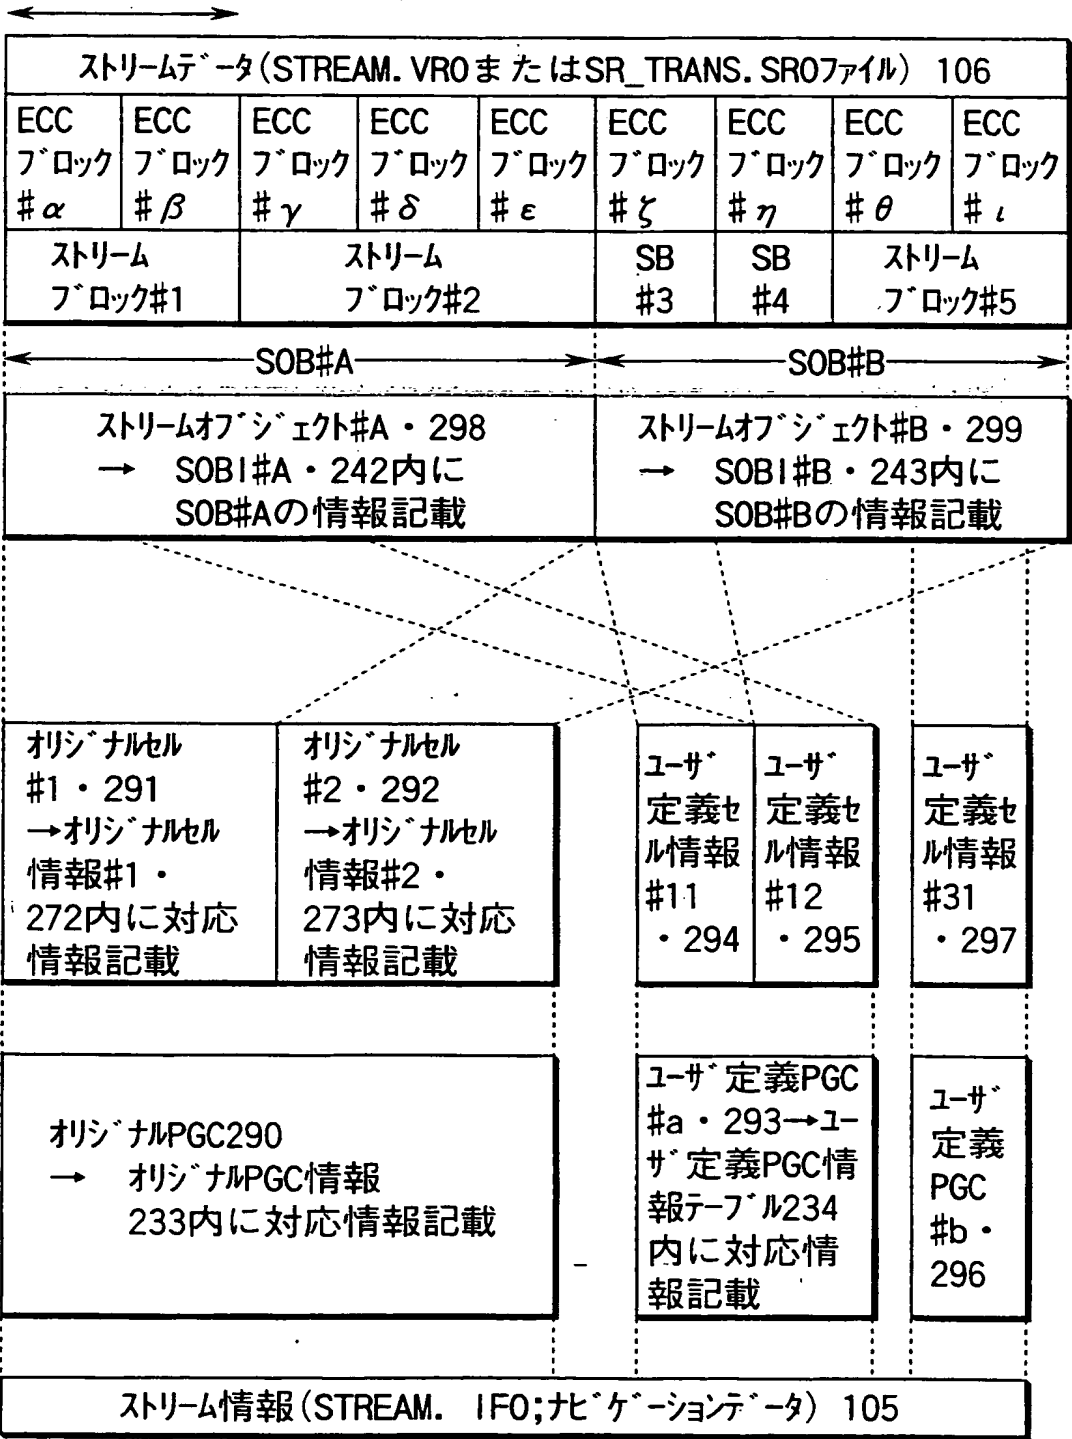 ストリームデータ(STREAM.VROまたはSR_TRANS.SROファイル) 106
ECC ECC ECC ECC ECC ECC ECC ECC ECC
ブロック ブロック ブロック ブロック ブロック ブロック ブロック ブロック ブロック
#α #β #γ #δ #ε #ζ #η #θ #ι
ストリーム ストリーム SB SB ストリーム
ブロック#1 ブロック#2 #3 #4 ブロック#5
SOB#A SOB#B
ストリームオブジェクト#A・298
→ SOBI#A・242内に
SOB#Aの情報記載
ストリームオブジェクト#B・299
→ SOBI#B・243内に
SOB#Bの情報記載
オリジナルセル
#1・291
→オリジナルセル
情報#1・
272内に対応
情報記載
オリジナルセル
#2・292
→オリジナルセル
情報#2・
273内に対応
情報記載
ユーザ
定義セ
ル情報
#11
・294
ユーザ
定義セ
ル情報
#12
・295
ユーザ
定義セ
ル情報
#31
・297
オリジナルPGC290
→ オリジナルPGC情報
233内に対応情報記載
ユーザ定義PGC
#a・293→ユー
ザ定義PGC情
報テーブル234
内に対応情
報記載
ユーザ
定義
PGC
#b・
296
ストリーム情報(STREAM. IFO;ナビゲーションデータ) 105